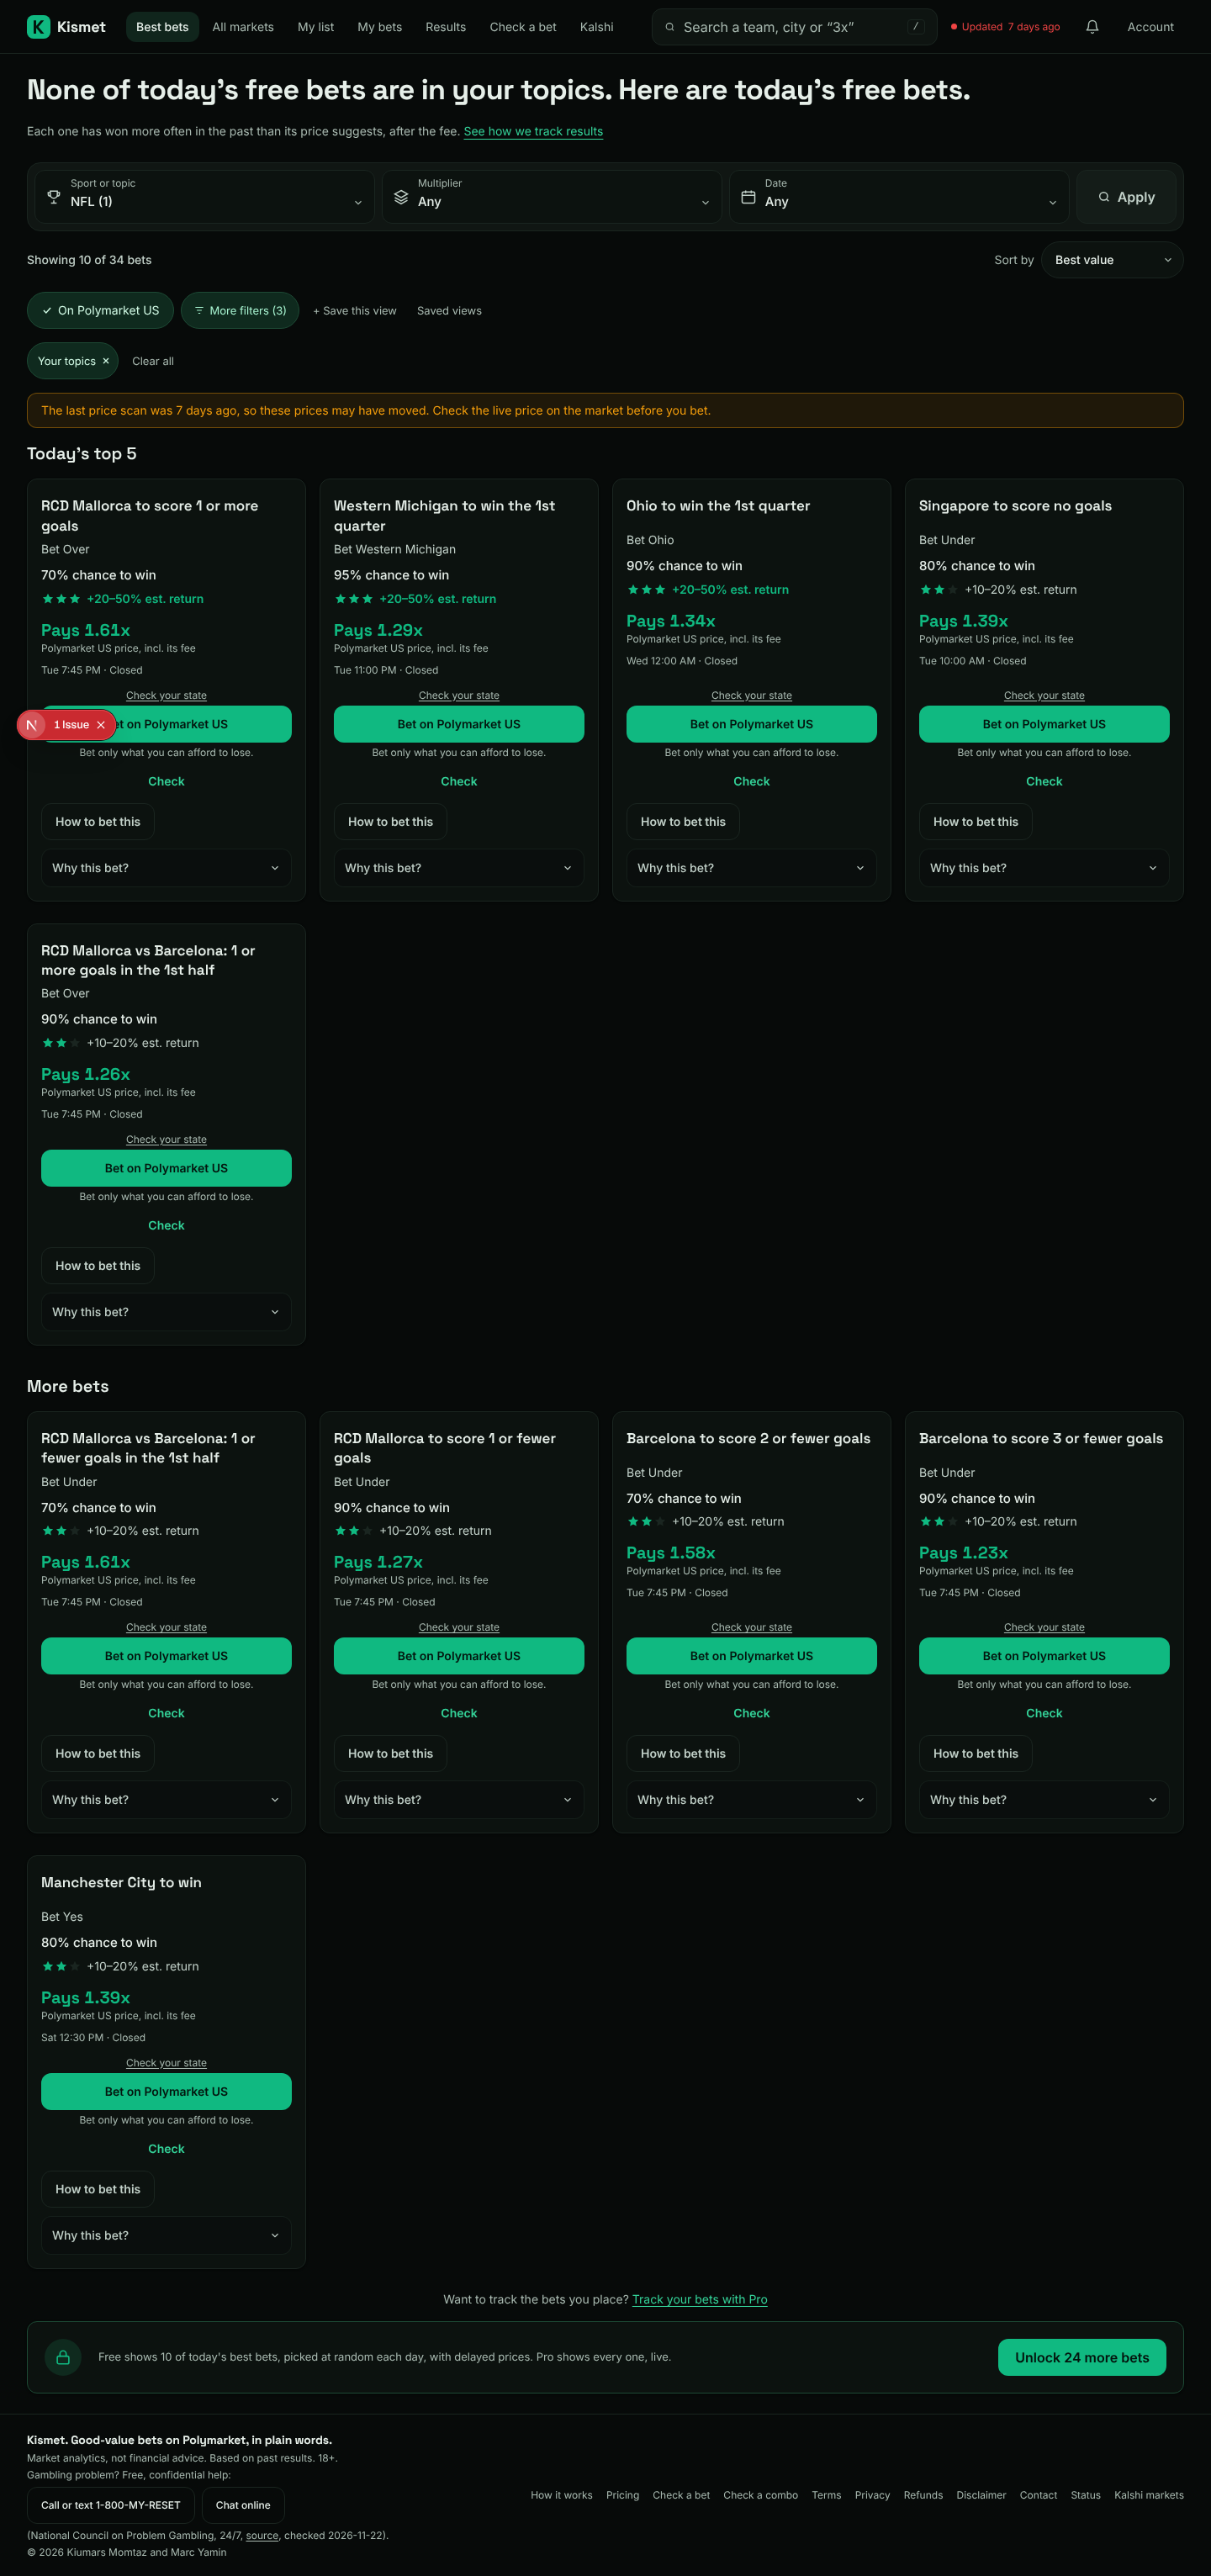 Kismet
Best bets
All markets
My list
My bets
Results
Check a bet
Kalshi
Search a team, city or “3x”
/
Updated 7 days ago
Account
None of today’s free bets are in your topics. Here are today’s free bets.
Each one has won more often in the past than its price suggests, after the fee. See how we track results
Sport or topic
NFL (1)
Multiplier
Any
Date
Any
Apply
Showing 10 of 34 bets
Sort by
Best value
On Polymarket US
More filters (3)
+ Save this view
Saved views
Your topics ×
Clear all
The last price scan was 7 days ago, so these prices may have moved. Check the live price on the market before you bet.
Today’s top 5
RCD Mallorca to score 1 or more
goals
Bet Over
70% chance to win
+20–50% est. return
Pays 1.61x
Polymarket US price, incl. its fee
Tue 7:45 PM · Closed
Check your state
et on Polymarket US
N
1 Issue
Bet only what you can afford to lose.
Check
How to bet this
Why this bet?
Western Michigan to win the 1st
quarter
Bet Western Michigan
95% chance to win
+20–50% est. return
Pays 1.29x
Polymarket US price, incl. its fee
Tue 11:00 PM · Closed
Check your state
Bet on Polymarket US
Bet only what you can afford to lose.
Check
How to bet this
Why this bet?
Ohio to win the 1st quarter
Bet Ohio
90% chance to win
+20–50% est. return
Pays 1.34x
Polymarket US price, incl. its fee
Wed 12:00 AM · Closed
Check your state
Bet on Polymarket US
Bet only what you can afford to lose.
Check
How to bet this
Why this bet?
Singapore to score no goals
Bet Under
80% chance to win
+10–20% est. return
Pays 1.39x
Polymarket US price, incl. its fee
Tue 10:00 AM · Closed
Check your state
Bet on Polymarket US
Bet only what you can afford to lose.
Check
How to bet this
Why this bet?
RCD Mallorca vs Barcelona: 1 or
more goals in the 1st half
Bet Over
90% chance to win
+10–20% est. return
Pays 1.26x
Polymarket US price, incl. its fee
Tue 7:45 PM · Closed
Check your state
Bet on Polymarket US
Bet only what you can afford to lose.
Check
How to bet this
Why this bet?
More bets
RCD Mallorca vs Barcelona: 1 or
fewer goals in the 1st half
Bet Under
70% chance to win
+10–20% est. return
Pays 1.61x
Polymarket US price, incl. its fee
Tue 7:45 PM · Closed
Check your state
Bet on Polymarket US
Bet only what you can afford to lose.
Check
How to bet this
Why this bet?
RCD Mallorca to score 1 or fewer
goals
Bet Under
90% chance to win
+10–20% est. return
Pays 1.27x
Polymarket US price, incl. its fee
Tue 7:45 PM · Closed
Check your state
Bet on Polymarket US
Bet only what you can afford to lose.
Check
How to bet this
Why this bet?
Barcelona to score 2 or fewer goals
Bet Under
70% chance to win
+10–20% est. return
Pays 1.58x
Polymarket US price, incl. its fee
Tue 7:45 PM · Closed
Check your state
Bet on Polymarket US
Bet only what you can afford to lose.
Check
How to bet this
Why this bet?
Barcelona to score 3 or fewer goals
Bet Under
90% chance to win
+10–20% est. return
Pays 1.23x
Polymarket US price, incl. its fee
Tue 7:45 PM · Closed
Check your state
Bet on Polymarket US
Bet only what you can afford to lose.
Check
How to bet this
Why this bet?
Manchester City to win
Bet Yes
80% chance to win
+10–20% est. return
Pays 1.39x
Polymarket US price, incl. its fee
Sat 12:30 PM · Closed
Check your state
Bet on Polymarket US
Bet only what you can afford to lose.
Check
How to bet this
Why this bet?
Want to track the bets you place? Track your bets with Pro
Free shows 10 of today's best bets, picked at random each day, with delayed prices. Pro shows every one, live.
Unlock 24 more bets
Kismet. Good-value bets on Polymarket, in plain words.
Market analytics, not financial advice. Based on past results. 18+.
Gambling problem? Free, confidential help:
Call or text 1-800-MY-RESET
Chat online
(National Council on Problem Gambling, 24/7, source, checked 2026-11-22).
© 2026 Kiumars Momtaz and Marc Yamin
How it works
Pricing
Check a bet
Check a combo
Terms
Privacy
Refunds
Disclaimer
Contact
Status
Kalshi markets